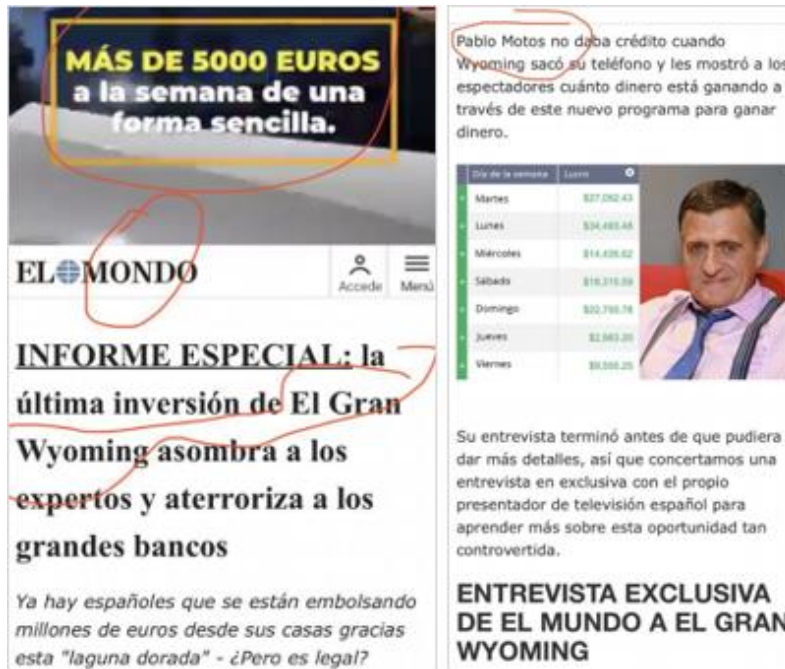 MÁS DE 5000 EUROS
a la semana de una
forma sencilla.
EL MONDO
Accede
Menú
INFORME ESPECIAL: la
última inversión de El Gran
Wyoming asombra a los
expertos y aterroriza a los
grandes bancos
Ya hay españoles que se están embolsando
millones de euros desde sus casas gracias
esta "laguna dorada" - ¿Pero es legal?
Pablo Motos no daba crédito cuando
Wyoming sacó su teléfono y les mostró a los
espectadores cuánto dinero está ganando a
través de este nuevo programa para ganar
dinero.
Día de la semana Lucro
Martes
Lunes
Miércoles
Sábado
Domingo
Jueves
Viernes
Su entrevista terminó antes de que pudiera
dar más detalles, así que concertamos una
entrevista en exclusiva con el propio
presentador de televisión español para
aprender más sobre esta oportunidad tan
controvertida.
ENTREVISTA EXCLUSIVA
DE EL MUNDO A EL GRAN
WYOMING